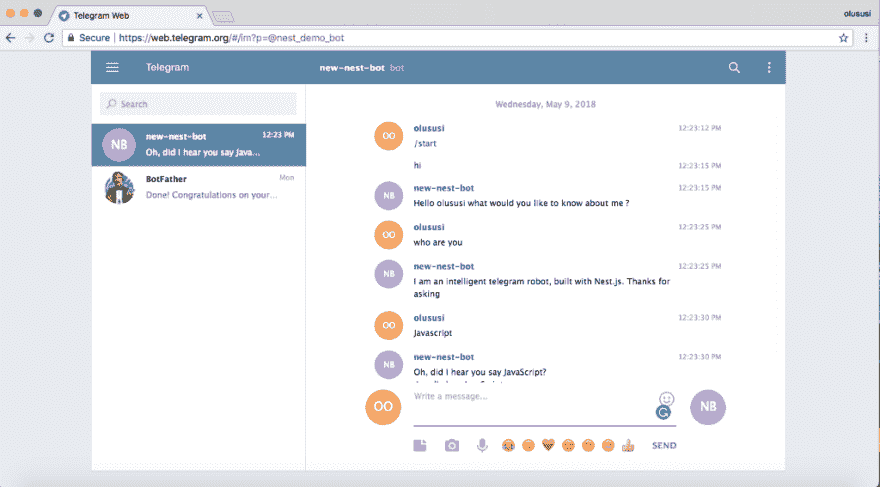 Telegram Web
olususi
Secure
https://web.telegram.org/#/im?p=@nest_demo_bot
Telegram
new-nest-bot bot
Search
NB
new-nest-bot
12:23 PM
Oh, did I hear you say Java...
BotFather
Mon
Done! Congratulations on your...
Wednesday, May 9, 2018
OO
olususi
12:23:12 PM
/start
hi
12:23:15 PM
NB
new-nest-bot
12:23:15 PM
Hello olususi what would you like to know about me ?
OO
olususi
12:23:25 PM
who are you
NB
new-nest-bot
12:23:25 PM
I am an intelligent telegram robot, built with Nest.js. Thanks for
asking
OO
olususi
12:23:30 PM
Javascript
NB
new-nest-bot
12:23:30 PM
Oh, did I hear you say JavaScript?
OO
Write a message...
NB
SEND